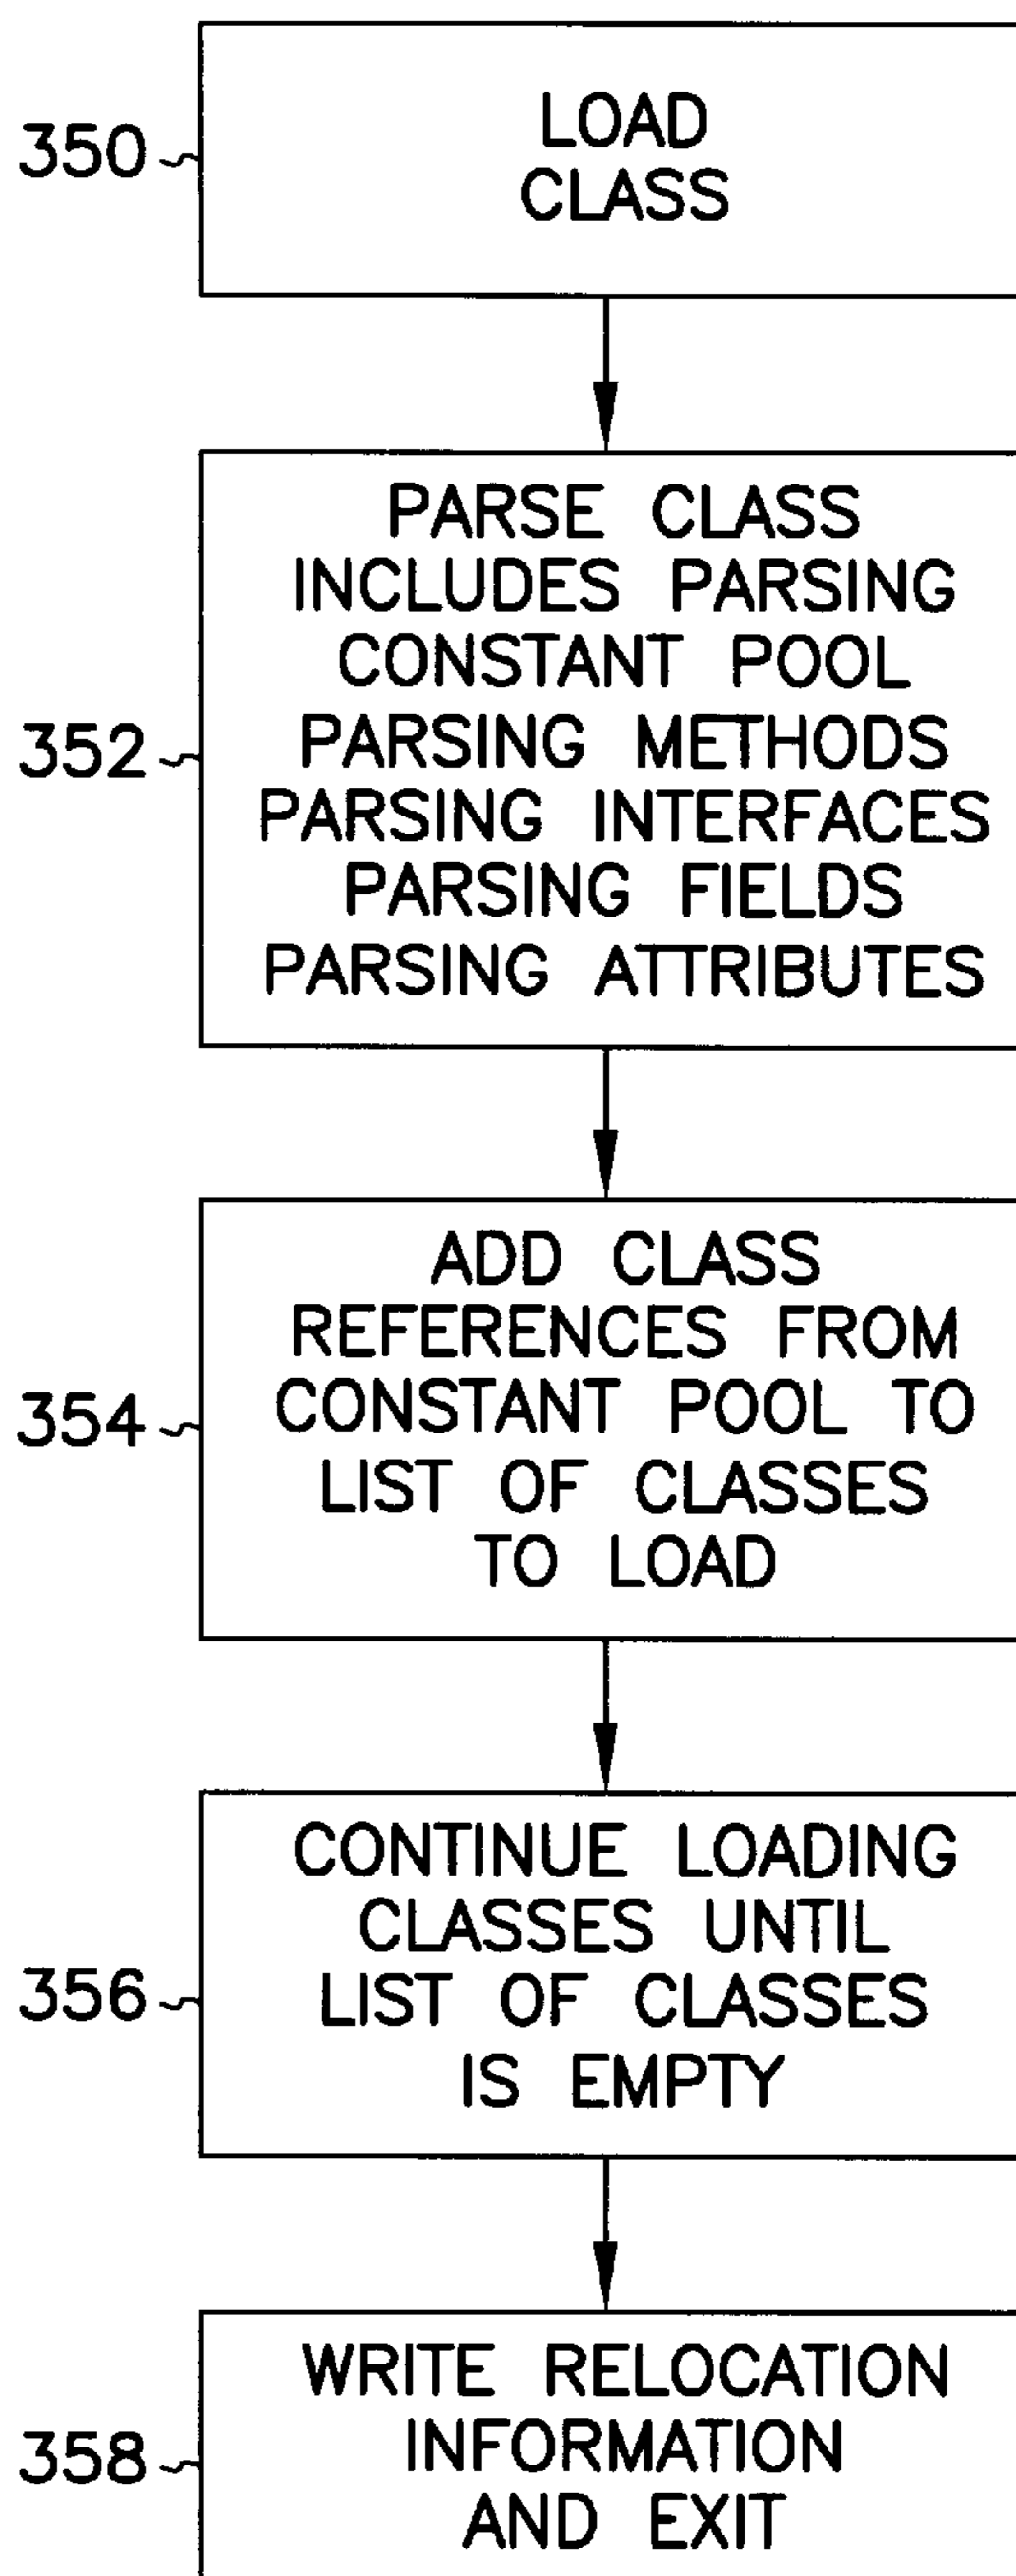 350
LOAD
CLASS
352
PARSE CLASS
INCLUDES PARSING
CONSTANT POOL
PARSING METHODS
PARSING INTERFACES
PARSING FIELDS
PARSING ATTRIBUTES
354
ADD CLASS
REFERENCES FROM
CONSTANT POOL TO
LIST OF CLASSES
TO LOAD
356
CONTINUE LOADING
CLASSES UNTIL
LIST OF CLASSES
IS EMPTY
358
WRITE RELOCATION
INFORMATION
AND EXIT